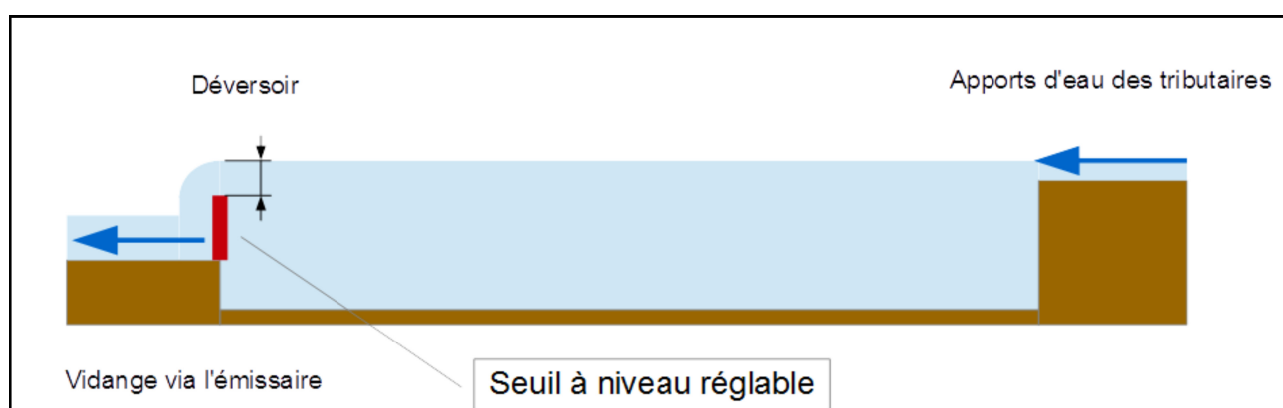 Déversoir
Apports d'eau des tributaires
Vidange via l'émissaire
Seuil à niveau réglable